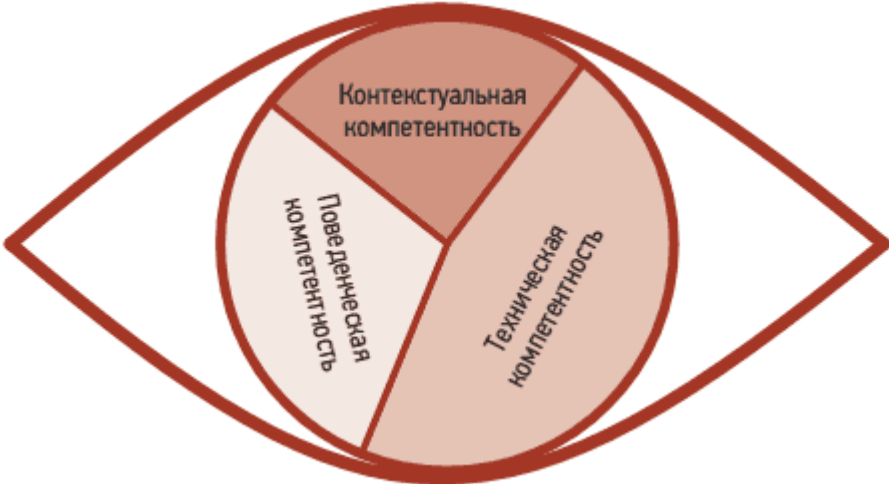 Контекстуальная
компетентность
Поведенческая
компетентность
Техническая
компетентность